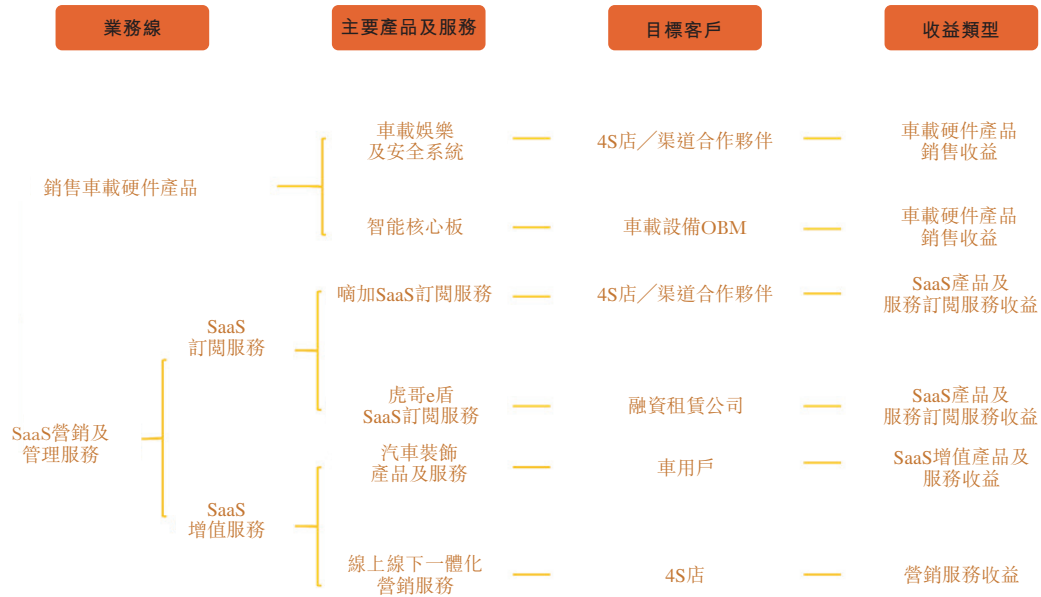 業務線
主要產品及服務
目標客戶
收益類型
銷售車載硬件產品
車載娛樂
及安全系統
4S店／渠道合作夥伴
車載硬件產品
銷售收益
智能核心板
車載設備OBM
車載硬件產品
銷售收益
SaaS營銷及
管理服務
SaaS
訂閱服務
嘀加SaaS訂閱服務
4S店／渠道合作夥伴
SaaS產品及
服務訂閱服務收益
虎哥e盾
SaaS訂閱服務
融資租賃公司
SaaS產品及
服務訂閱服務收益
SaaS
增值服務
汽車裝飾
產品及服務
車用戶
SaaS增值產品及
服務收益
線上線下一體化
營銷服務
4S店
營銷服務收益